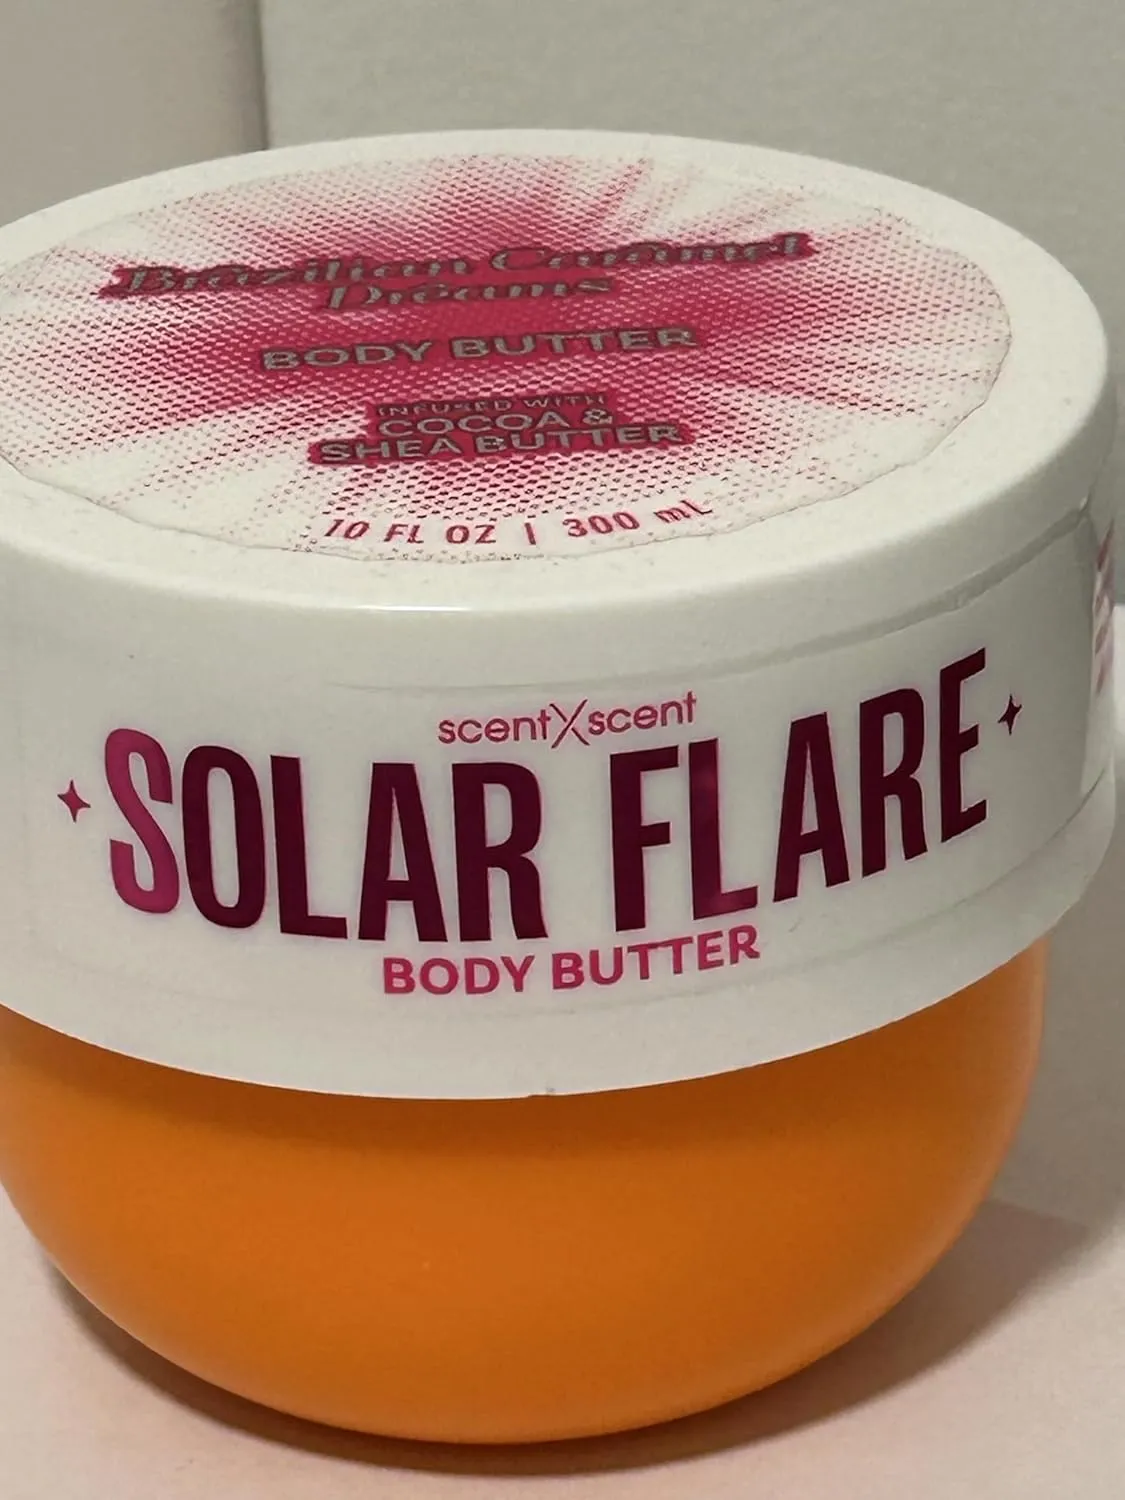 Brazilian Caramel
Dreams
BODY BUTTER
INFUSED WITH
COCOA &
SHEA BUTTER
10 FL OZ | 300 mL
scentXscent
SOLAR FLARE
BODY BUTTER